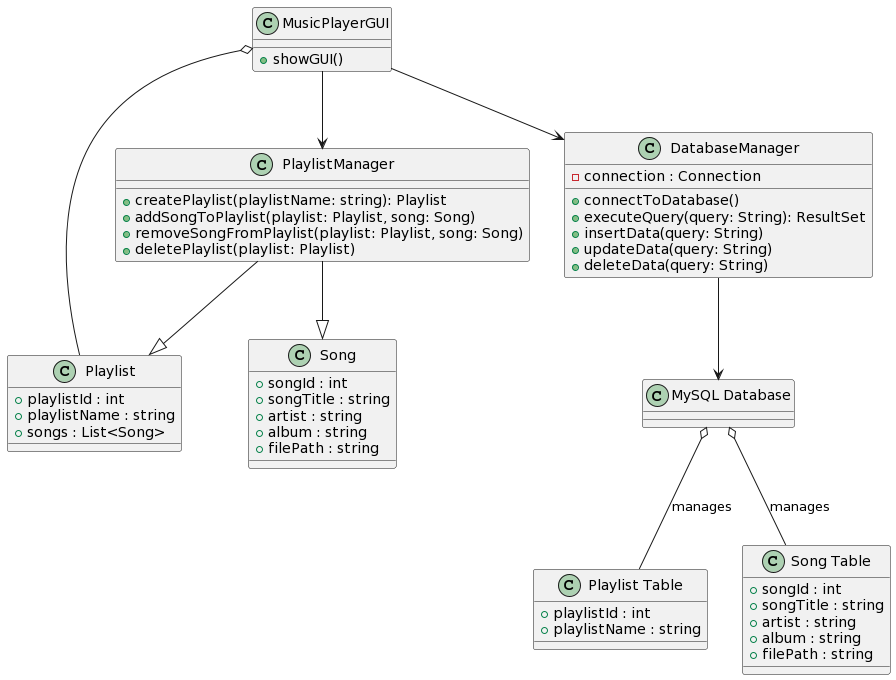 C MusicPlayerGUI
showGUI()
C PlaylistManager
createPlaylist(playlistName: string): Playlist
addSongToPlaylist(playlist: Playlist, song: Song)
removeSongFromPlaylist(playlist: Playlist, song: Song)
deletePlaylist(playlist: Playlist)
C DatabaseManager
connection : Connection
connectToDatabase()
executeQuery(query: String): ResultSet
insertData(query: String)
updateData(query: String)
deleteData(query: String)
C Playlist
playlistId : int
playlistName : string
songs : List<Song>
C Song
songId : int
songTitle : string
artist : string
album : string
filePath : string
C MySQL Database
manages
manages
C Playlist Table
playlistId : int
playlistName : string
C Song Table
songId : int
songTitle : string
artist : string
album : string
filePath : string